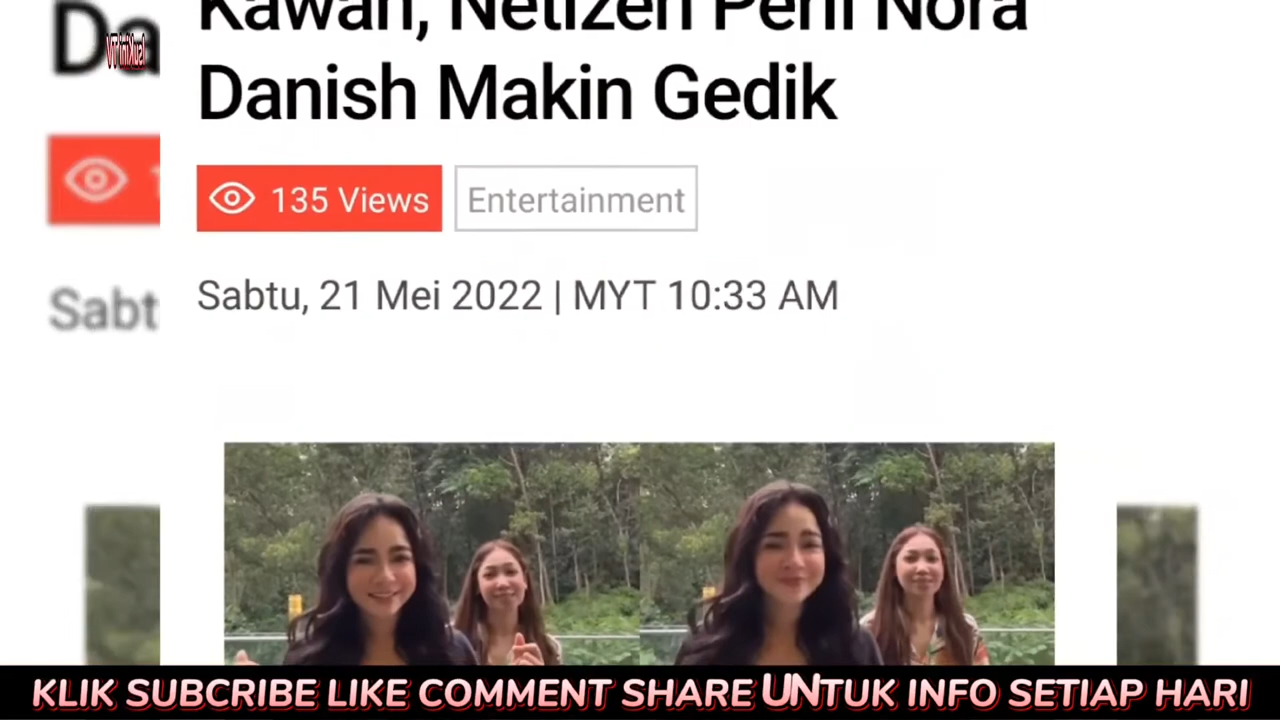 Kawan, Netizen Perli Nora
Danish Makin Gedik
135 Views
Entertainment
Sabtu, 21 Mei 2022 | MYT 10:33 AM
KLIK SUBCRIBE LIKE COMMENT SHARE UNTUK INFO SETIAP HARI